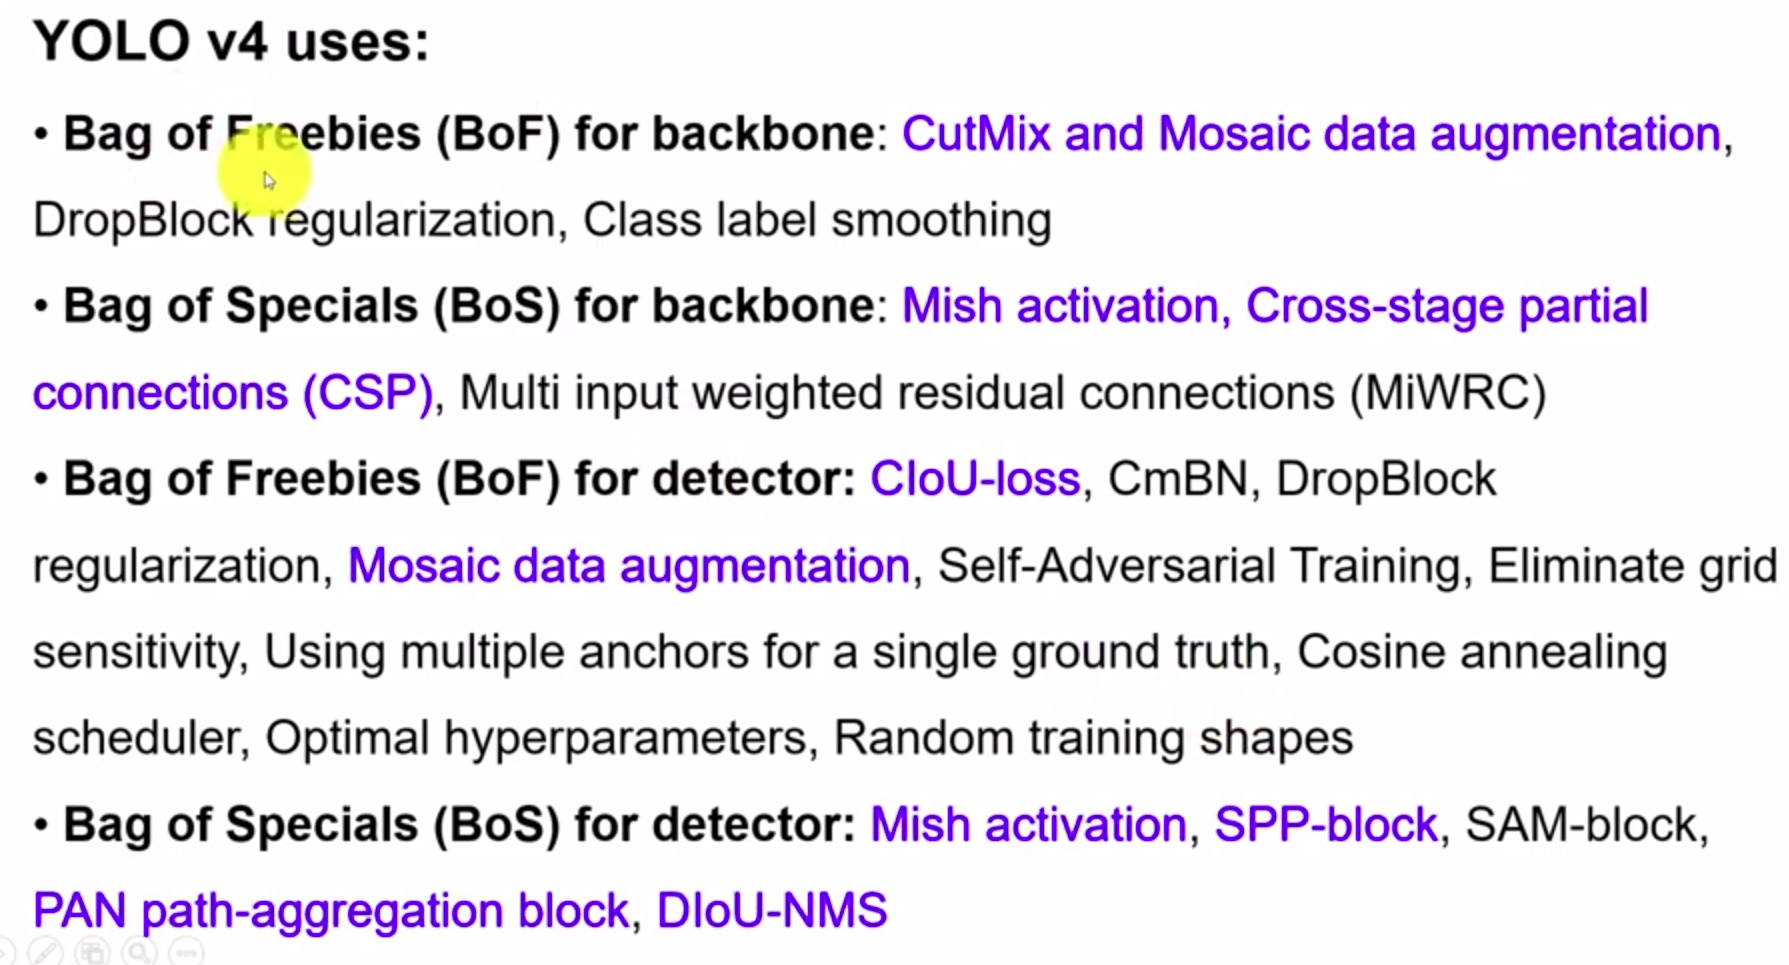 YOLO v4 uses:
• Bag of Freebies (BoF) for backbone: CutMix and Mosaic data augmentation,
DropBlock regularization, Class label smoothing
• Bag of Specials (BoS) for backbone: Mish activation, Cross-stage partial
connections (CSP), Multi input weighted residual connections (MiWRC)
• Bag of Freebies (BoF) for detector: CIoU-loss, CmBN, DropBlock
regularization, Mosaic data augmentation, Self-Adversarial Training, Eliminate grid
sensitivity, Using multiple anchors for a single ground truth, Cosine annealing
scheduler, Optimal hyperparameters, Random training shapes
• Bag of Specials (BoS) for detector: Mish activation, SPP-block, SAM-block,
PAN path-aggregation block, DIoU-NMS